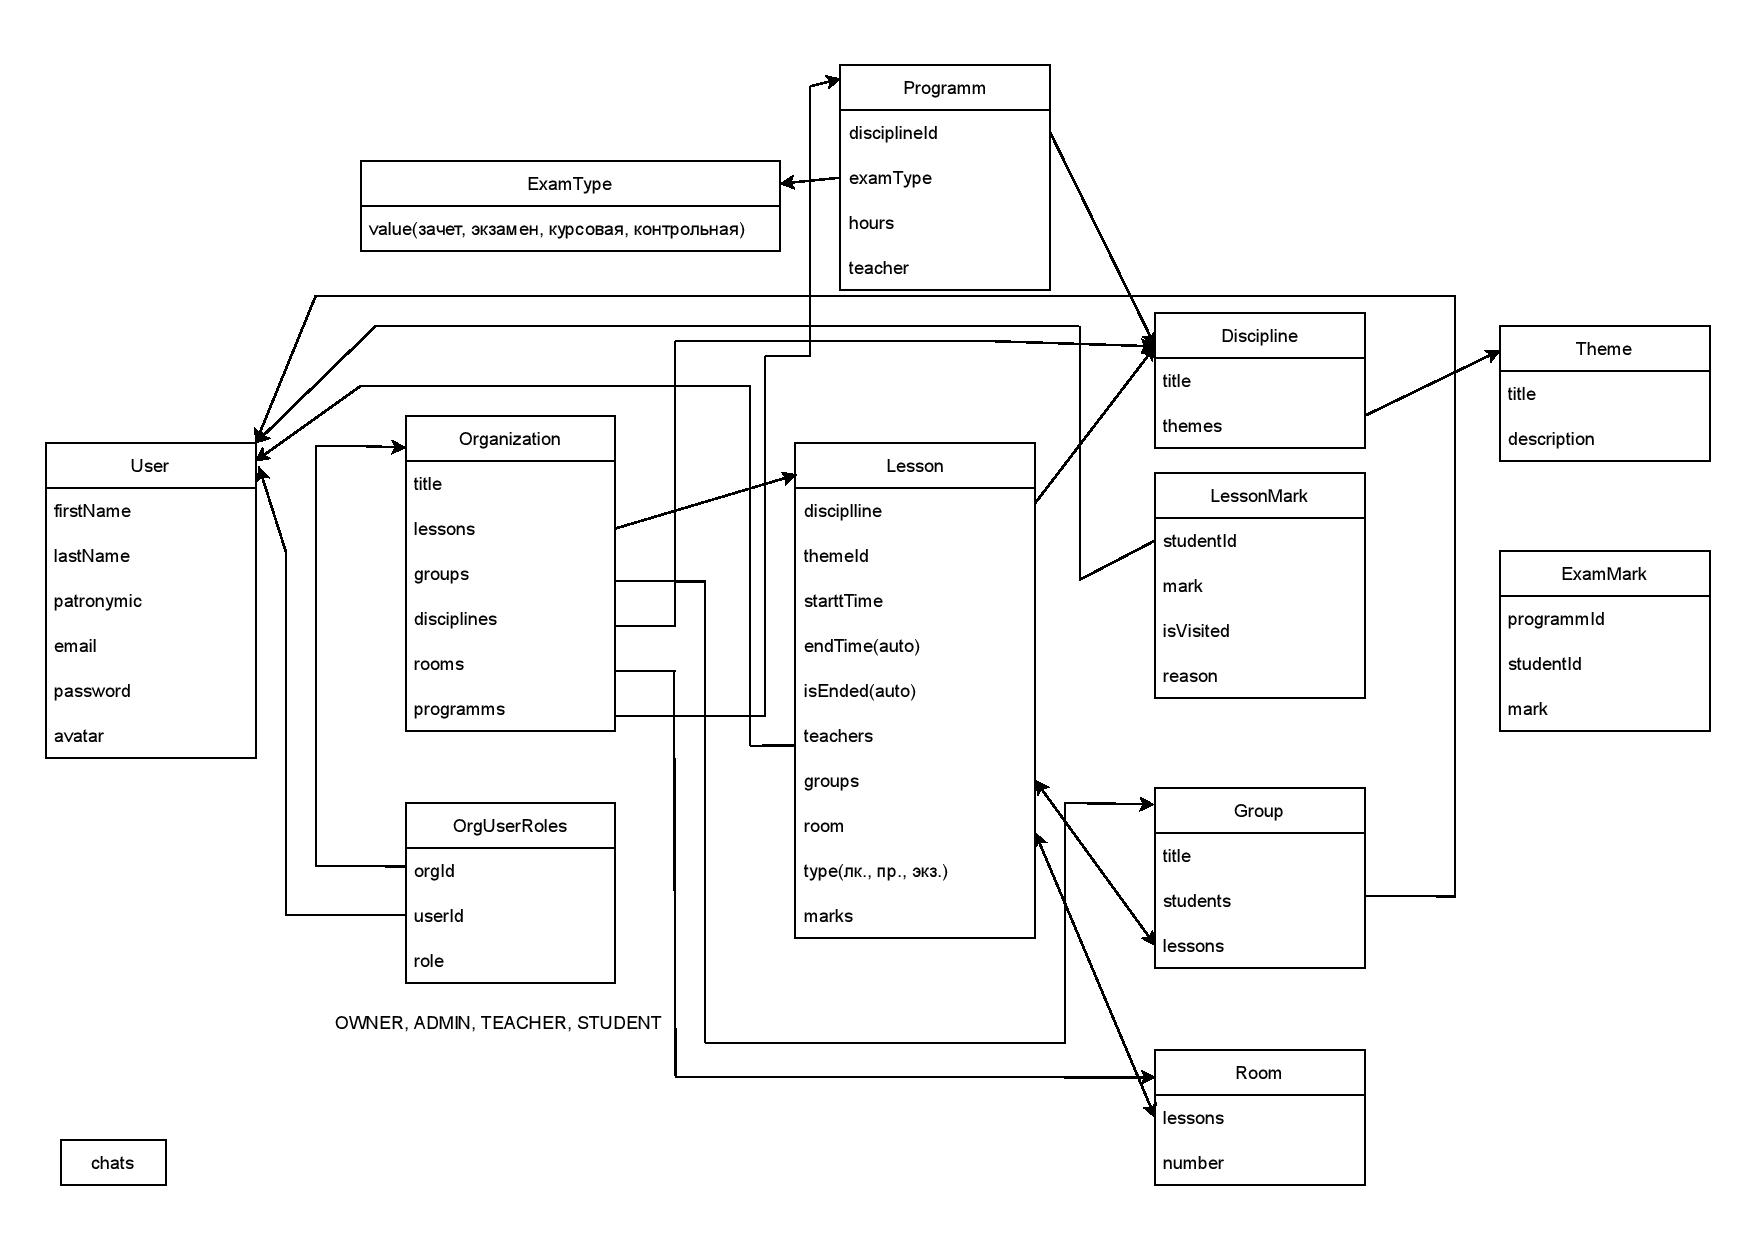 Programm
disciplineId
examType
hours
teacher
ExamType
value(зачет, экзамен, курсовая, контрольная)
Discipline
title
themes
Theme
title
description
User
firstName
lastName
patronymic
email
password
avatar
Organization
title
lessons
groups
disciplines
rooms
programms
Lesson
disciplline
themeId
starttTime
endTime(auto)
isEnded(auto)
teachers
groups
room
type(лк., пр., экз.)
marks
LessonMark
studentId
mark
isVisited
reason
ExamMark
programmId
studentId
mark
OrgUserRoles
orgId
userId
role
OWNER, ADMIN, TEACHER, STUDENT
Group
title
students
lessons
Room
lessons
number
chats